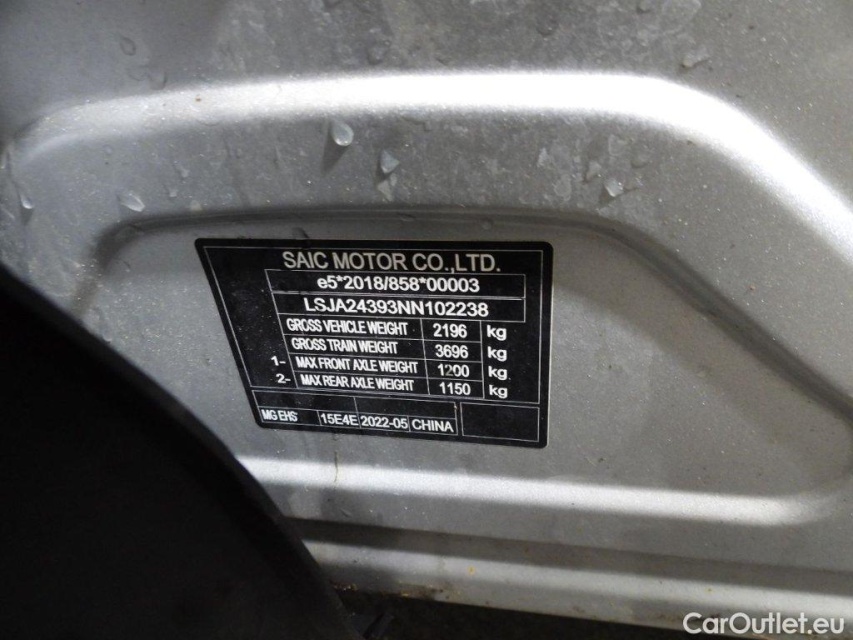 SAIC MOTOR CO.,LTD.
e5*2018/858*00003
LSJA24393NN102238
GROSS VEHICLE WEIGHT 2196 kg
GROSS TRAIN WEIGHT 3696 kg
1- MAX FRONT AXLE WEIGHT 1200 kg
2- MAX REAR AXLE WEIGHT 1150 kg
MG EHS 15E4E 2022-05 CHINA
CarOutlet.eu